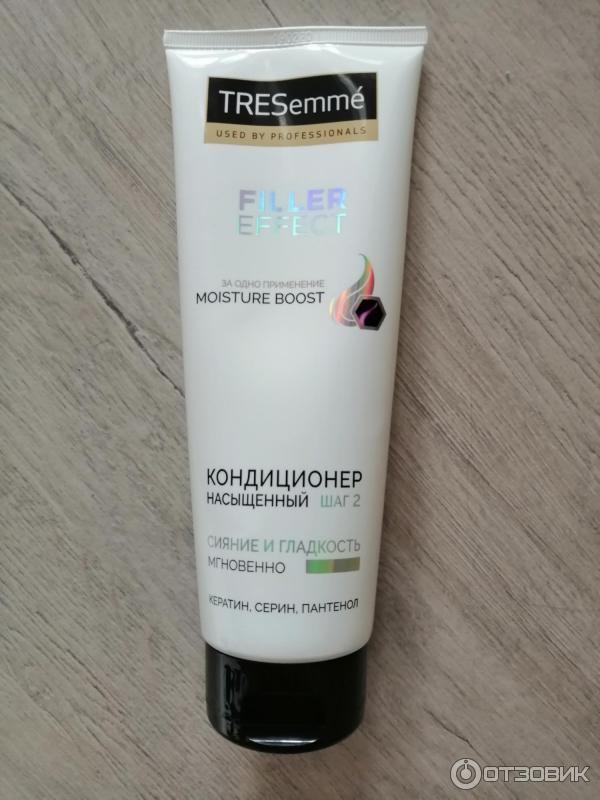 TRESemmé
USED BY PROFESSIONALS
FILLER
EFFECT
ЗА ОДНО ПРИМЕНЕНИЕ
MOISTURE BOOST
КОНДИЦИОНЕР
НАСЫЩЕННЫЙ ШАГ 2
СИЯНИЕ И ГЛАДКОСТЬ
МГНОВЕННО
КЕРАТИН, СЕРИН, ПАНТЕНОЛ
ОТЗОВИК